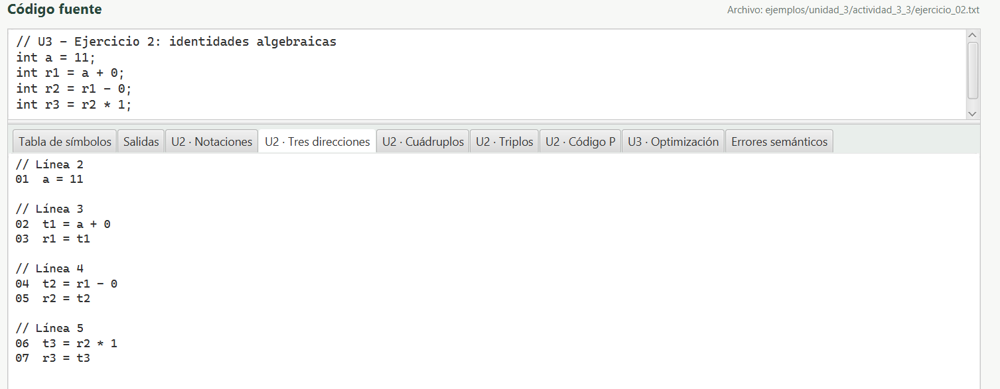 Código fuente
Archivo: ejemplos/unidad_3/actividad_3_3/ejercicio_02.txt
// U3 - Ejercicio 2: identidades algebraicas
int a = 11;
int r1 = a + 0;
int r2 = r1 - 0;
int r3 = r2 * 1;
Tabla de símbolos Salidas U2 · Notaciones U2 · Tres direcciones U2 · Cuádruplos U2 · Triplos U2 · Código P U3 · Optimización Errores semánticos
// Línea 2
01  a = 11
// Línea 3
02  t1 = a + 0
03  r1 = t1
// Línea 4
04  t2 = r1 - 0
05  r2 = t2
// Línea 5
06  t3 = r2 * 1
07  r3 = t3